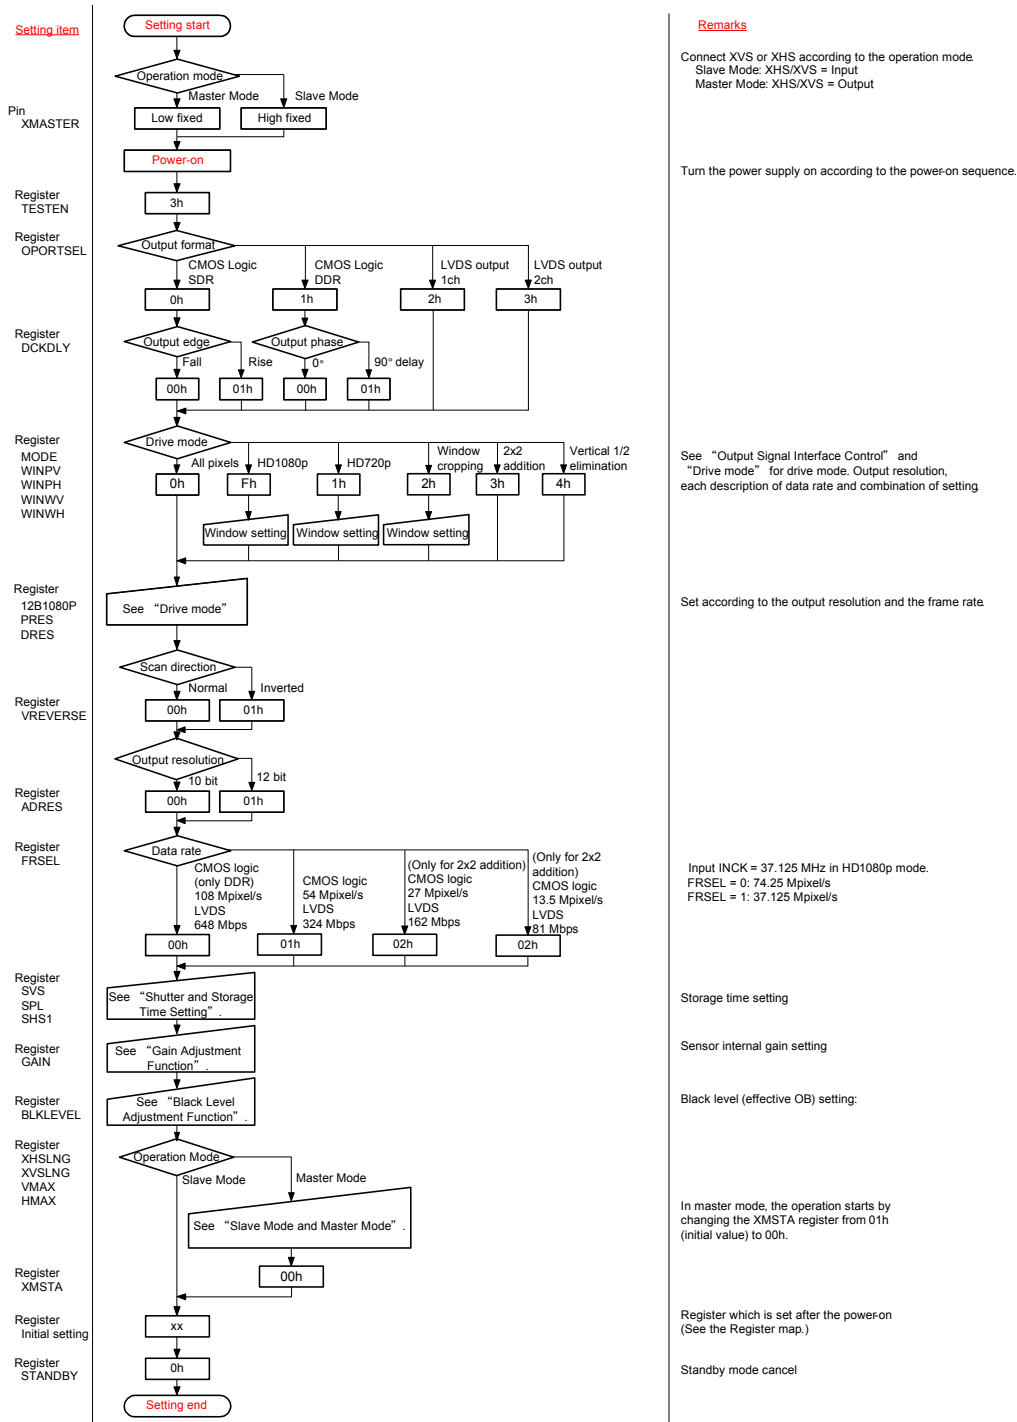 Setting item
Setting start
Remarks
Operation mode
Connect XVS or XHS according to the operation mode.
Slave Mode: XHS/XVS = Input
Master Mode: XHS/XVS = Output
Master Mode
Slave Mode
Pin
XMASTER
Low fixed
High fixed
Power-on
Turn the power supply on according to the power-on sequence.
Register
TESTEN
3h
Register
OPORTSEL
Output format
CMOS Logic
SDR
CMOS Logic
DDR
LVDS output
1ch
LVDS output
2ch
0h
1h
2h
3h
Register
DCKDLY
Output edge
Output phase
Fall
Rise
0°
90° delay
00h
01h
00h
01h
Register
MODE
WINPV
WINPH
WINWV
WINWH
Drive mode
All pixels
HD1080p
HD720p
Window
cropping
2x2
addition
Vertical 1/2
elimination
0h
Fh
1h
2h
3h
4h
See “Output Signal Interface Control” and
“Drive mode” for drive mode. Output resolution,
each description of data rate and combination of setting.
Window setting
Window setting
Window setting
Register
12B1080P
PRES
DRES
See “Drive mode”
Set according to the output resolution and the frame rate.
Scan direction
Normal
Inverted
Register
VREVERSE
00h
01h
Output resolution
10 bit
12 bit
Register
ADRES
00h
01h
Register
FRSEL
Data rate
CMOS logic
(only DDR)
108 Mpixel/s
LVDS
648 Mbps
CMOS logic
54 Mpixel/s
LVDS
324 Mbps
(Only for 2x2 addition)
CMOS logic
27 Mpixel/s
LVDS
162 Mbps
(Only for 2x2
addition)
CMOS logic
13.5 Mpixel/s
LVDS
81 Mbps
Input INCK = 37.125 MHz in HD1080p mode.
FRSEL = 0: 74.25 Mpixel/s
FRSEL = 1: 37.125 Mpixel/s
00h
01h
02h
02h
Register
SVS
SPL
SHS1
See “Shutter and Storage
Time Setting”.
Storage time setting
Register
GAIN
See “Gain Adjustment
Function”.
Sensor internal gain setting
Register
BLKLEVEL
See “Black Level
Adjustment Function”.
Black level (effective OB) setting:
Register
XHSLNG
XVSLNG
VMAX
HMAX
Operation Mode
Slave Mode
Master Mode
See “Slave Mode and Master Mode”.
In master mode, the operation starts by
changing the XMSTA register from 01h
(initial value) to 00h.
Register
XMSTA
00h
Register
Initial setting
xx
Register which is set after the power-on
(See the Register map.)
Register
STANDBY
0h
Standby mode cancel
Setting end